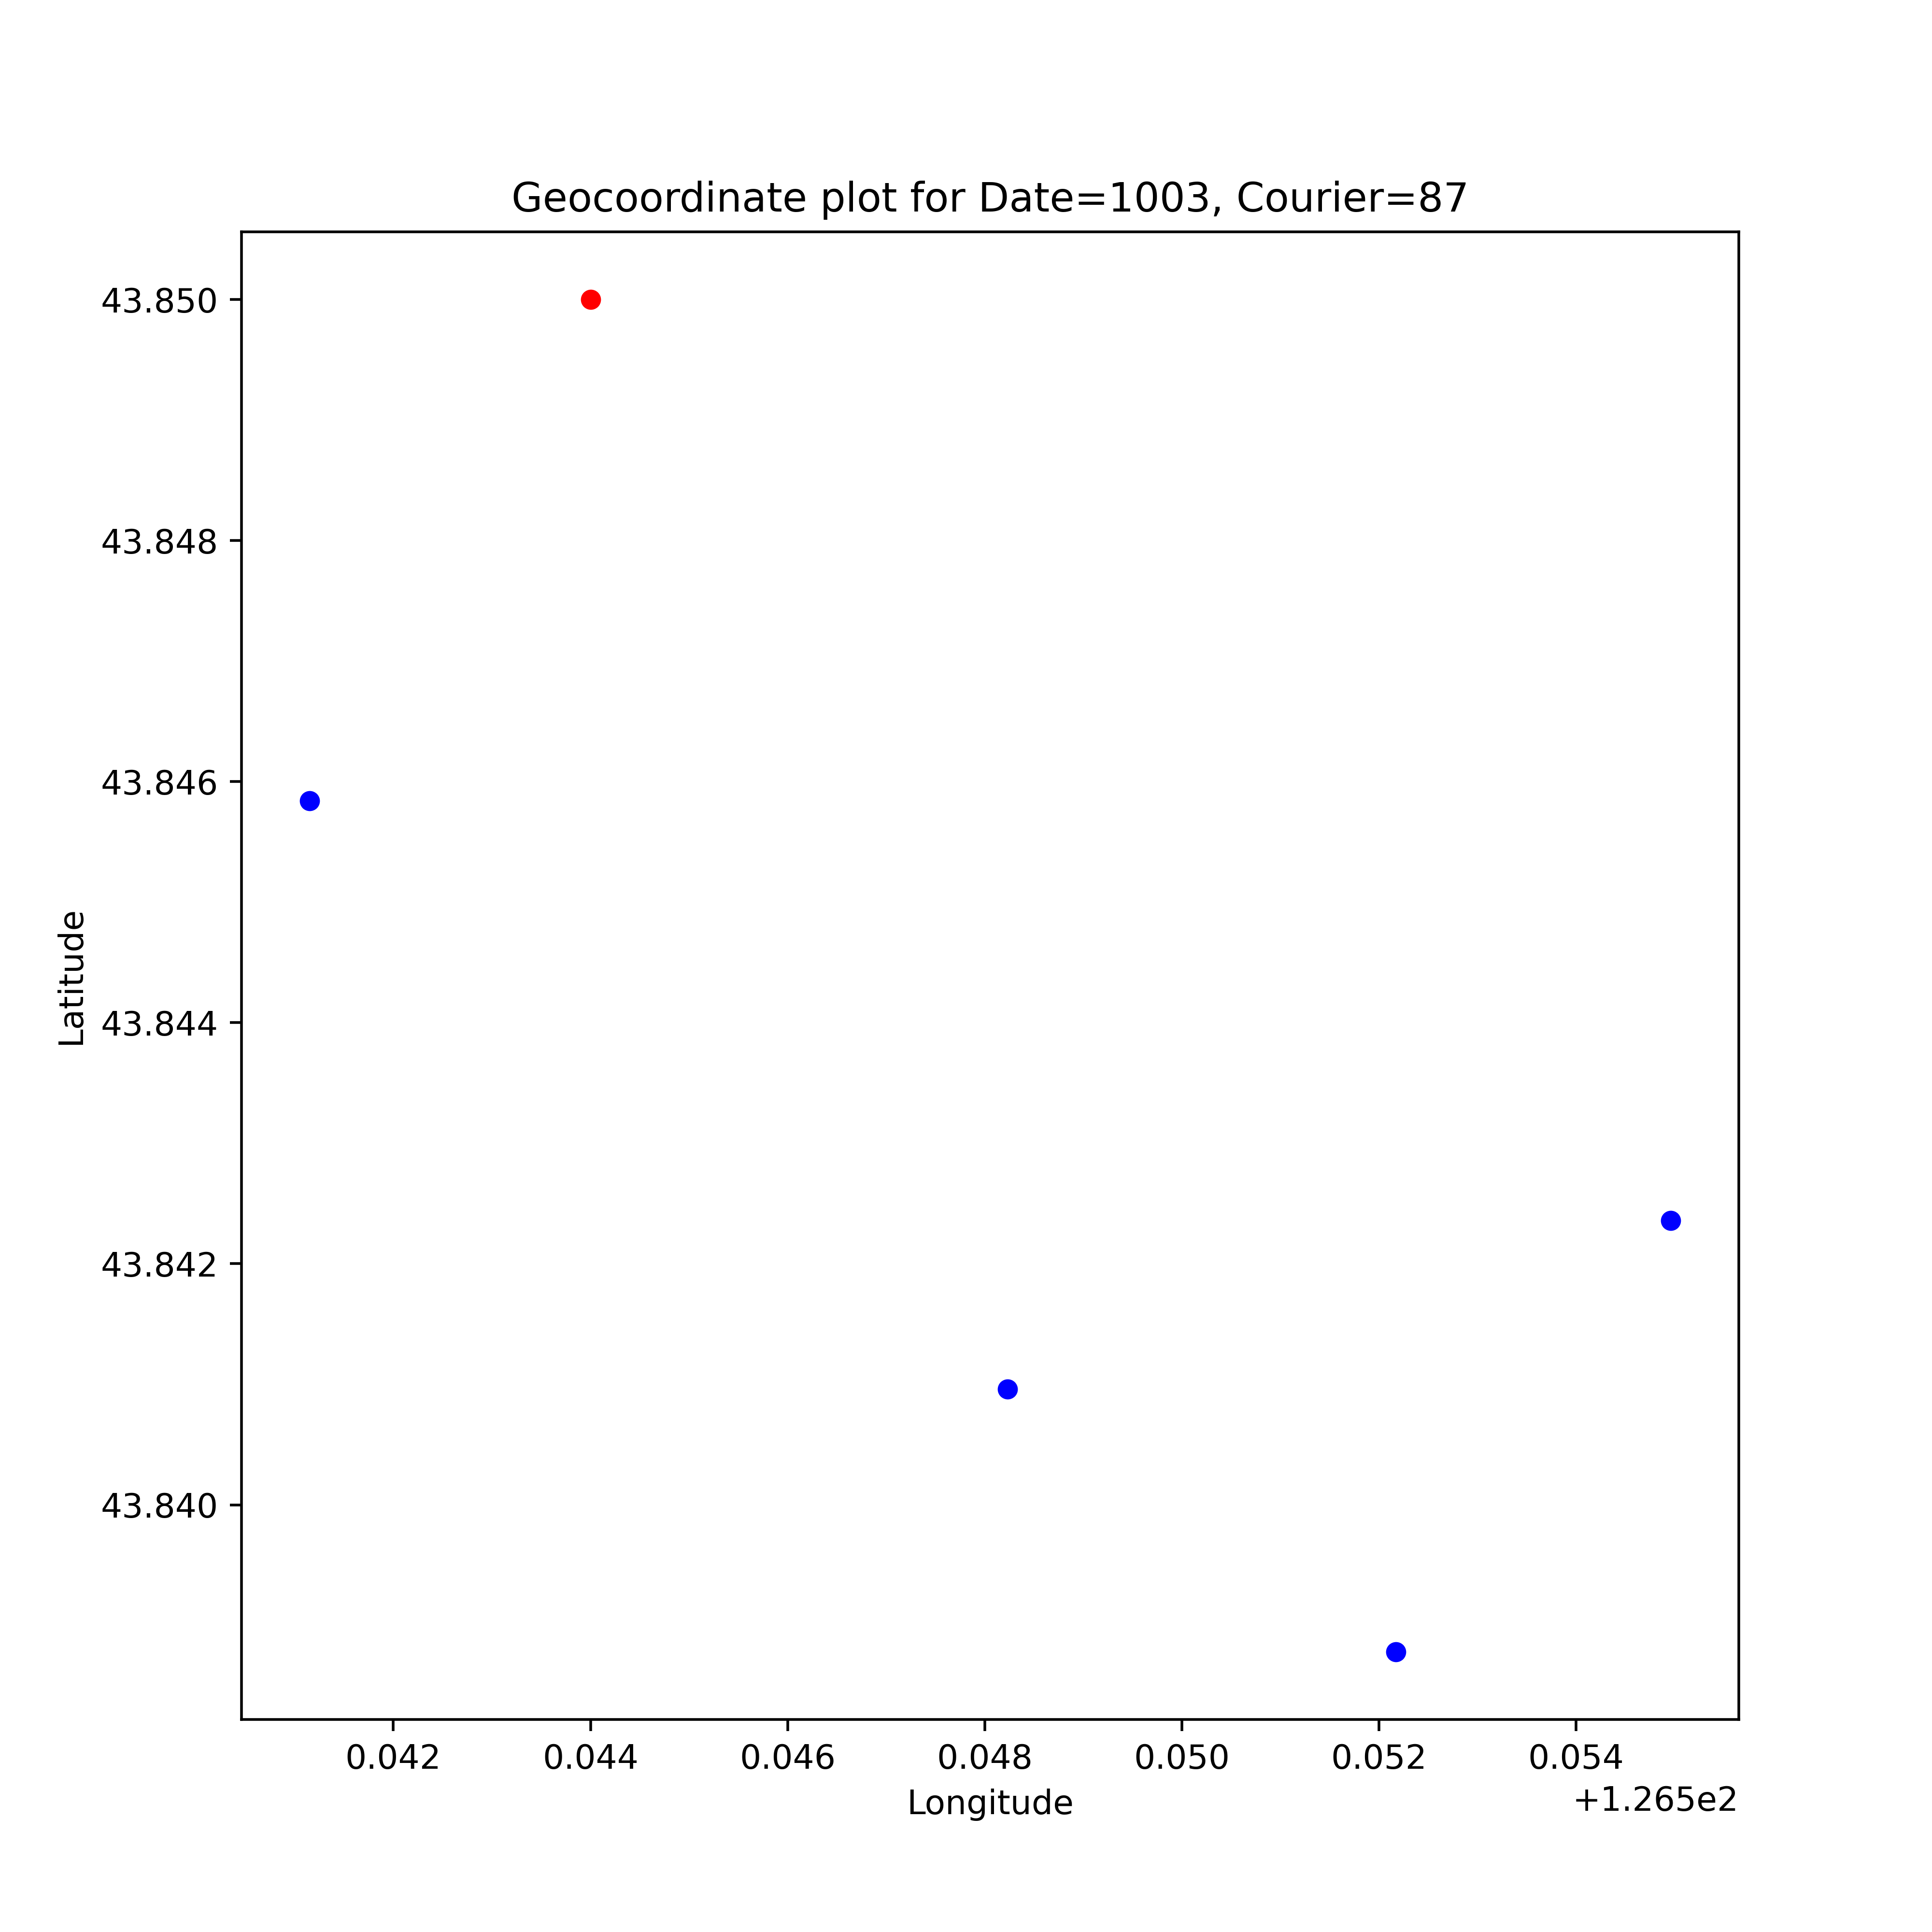 Geocoordinate plot for Date=1003, Courier=87
43.850
43.848
43.846
43.844
43.842
43.840
Latitude
0.042 0.044 0.046 0.048 0.050 0.052 0.054
+1.265e2
Longitude